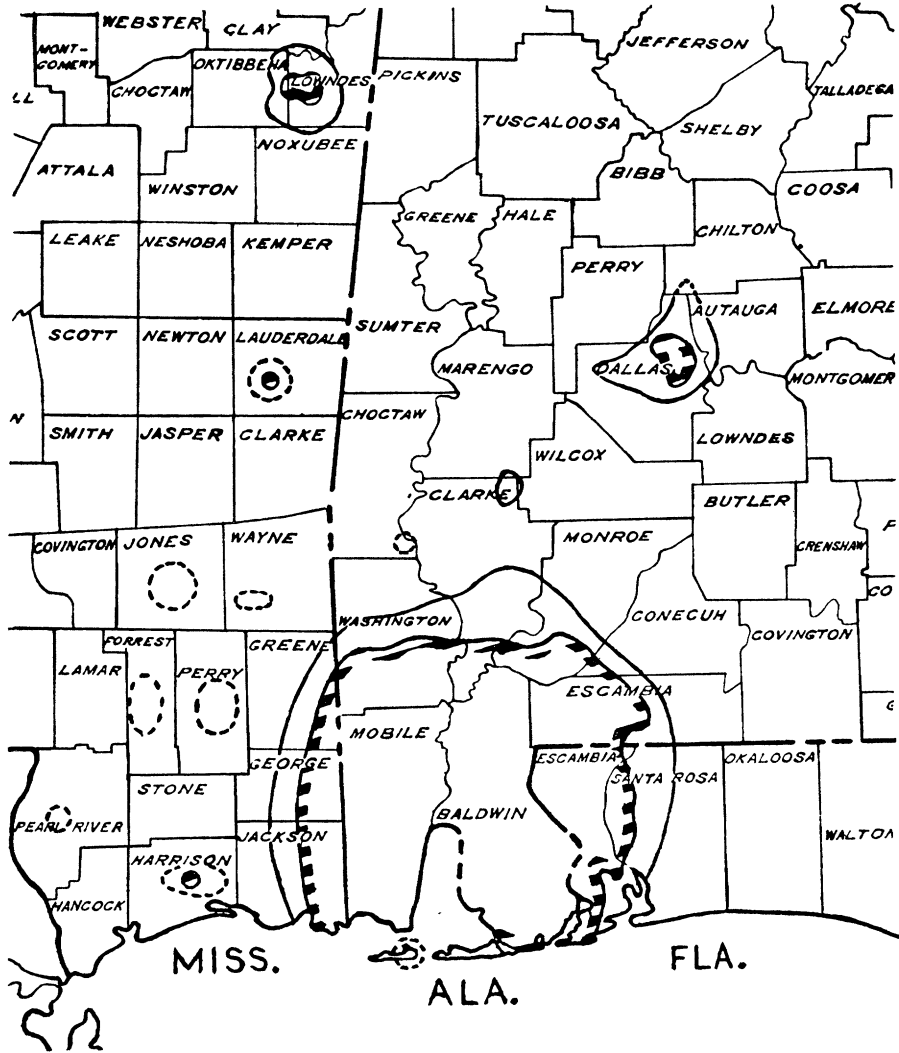 WEBSTER
CLAY
MONT-
GOMERY
OKTIBBEHA
LOWNDES
PICKINS
JEFFERSON
CHOCTAW
TALLADEGA
LL
TUSCALOOSA
SHELBY
NOXUBEE
ATTALA
WINSTON
BIBB
COOSA
GREENE
HALE
CHILTON
LEAKE
NESHOBA
KEMPER
PERRY
AUTAUGA
ELMORE
SCOTT
NEWTON
LAUDERDALE
SUMTER
MARENGO
DALLAS
MONTGOMER
N
SMITH
JASPER
CLARKE
CHOCTAW
LOWNDES
WILCOX
CLARKE
BUTLER
COVINGTON
JONES
WAYNE
MONROE
CRENSHAW
P
CO
WASHINGTON
CONECUH
COVINGTON
FORREST
GREENE
LAMAR
PERRY
ESCAMBIA
G
MOBILE
GEORGE
ESCAMBIA
SANTA ROSA
OKALOOSA
STONE
PEARL RIVER
BALDWIN
JACKSON
WALTON
HARRISON
HANCOCK
MISS.
ALA.
FLA.